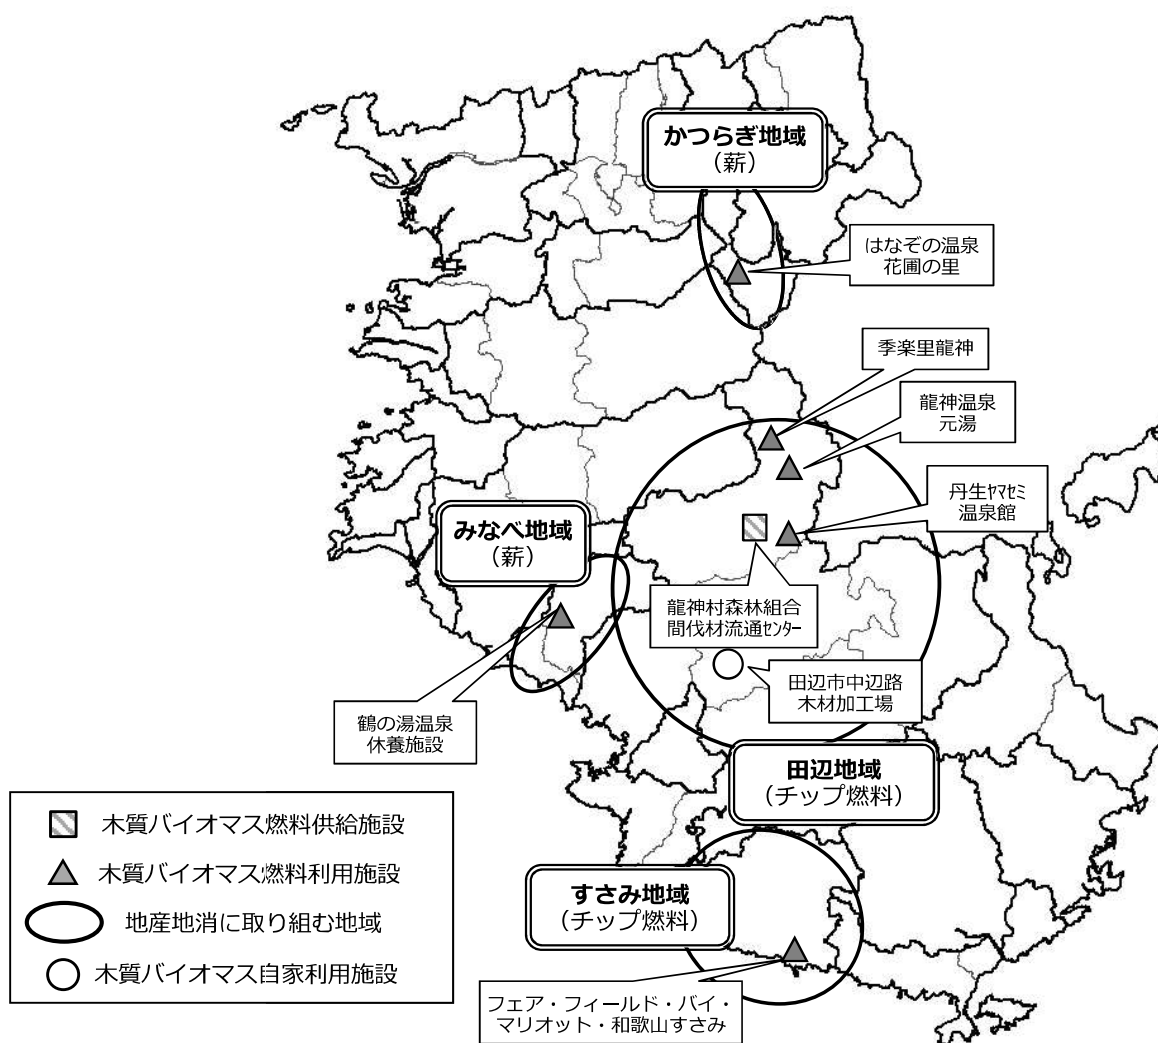 かつらぎ地域
（薪）
はなぞの温泉
花圃の里
季楽里龍神
龍神温泉
元湯
丹生ﾔﾏｾﾐ
温泉館
みなべ地域
（薪）
龍神村森林組合
間伐材流通ｾﾝﾀｰ
田辺市中辺路
木材加工場
鶴の湯温泉
休養施設
田辺地域
（チップ燃料）
すさみ地域
（チップ燃料）
フェア・フィールド・バイ・
マリオット・和歌山すさみ
木質バイオマス燃料供給施設
木質バイオマス燃料利用施設
地産地消に取り組む地域
木質バイオマス自家利用施設